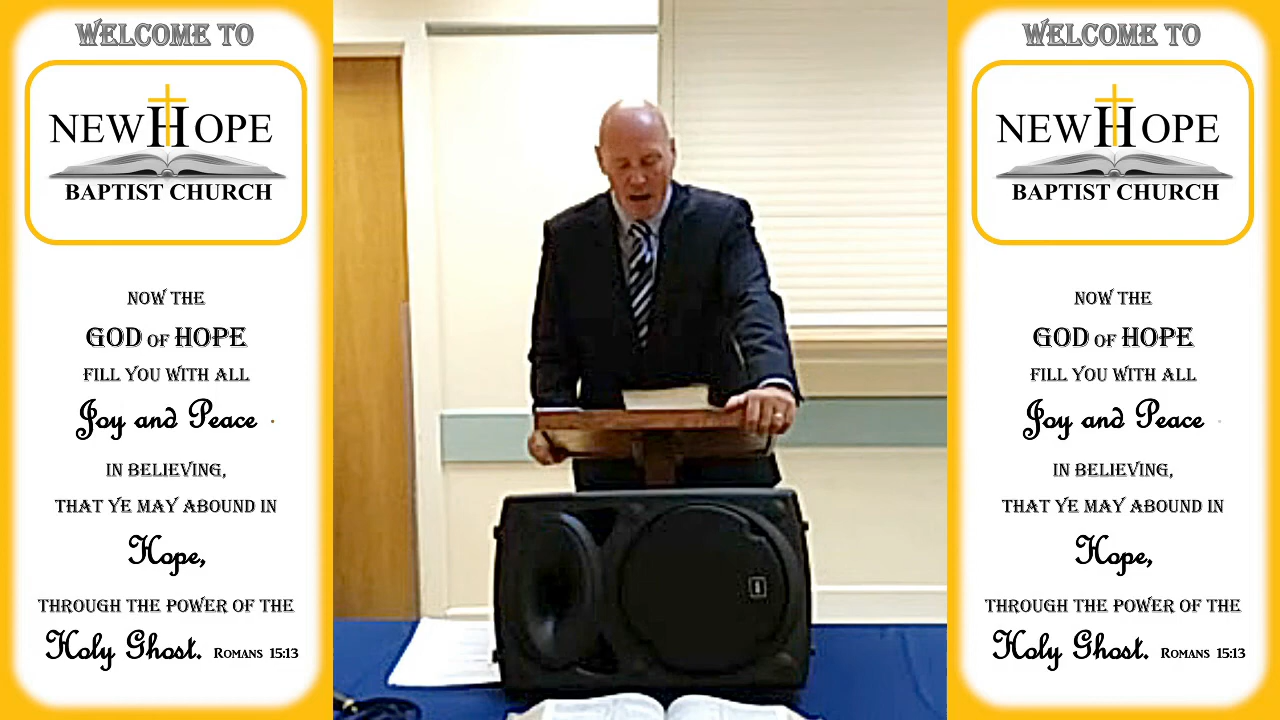 WELCOME TO
NEW HOPE
BAPTIST CHURCH
NOW THE
GOD OF HOPE
FILL YOU WITH ALL
Joy and Peace
IN BELIEVING,
THAT YE MAY ABOUND IN
Hope,
THROUGH THE POWER OF THE
Holy Ghost. ROMANS 15:13
WELCOME TO
NEW HOPE
BAPTIST CHURCH
NOW THE
GOD OF HOPE
FILL YOU WITH ALL
Joy and Peace
IN BELIEVING,
THAT YE MAY ABOUND IN
Hope,
THROUGH THE POWER OF THE
Holy Ghost. ROMANS 15:13